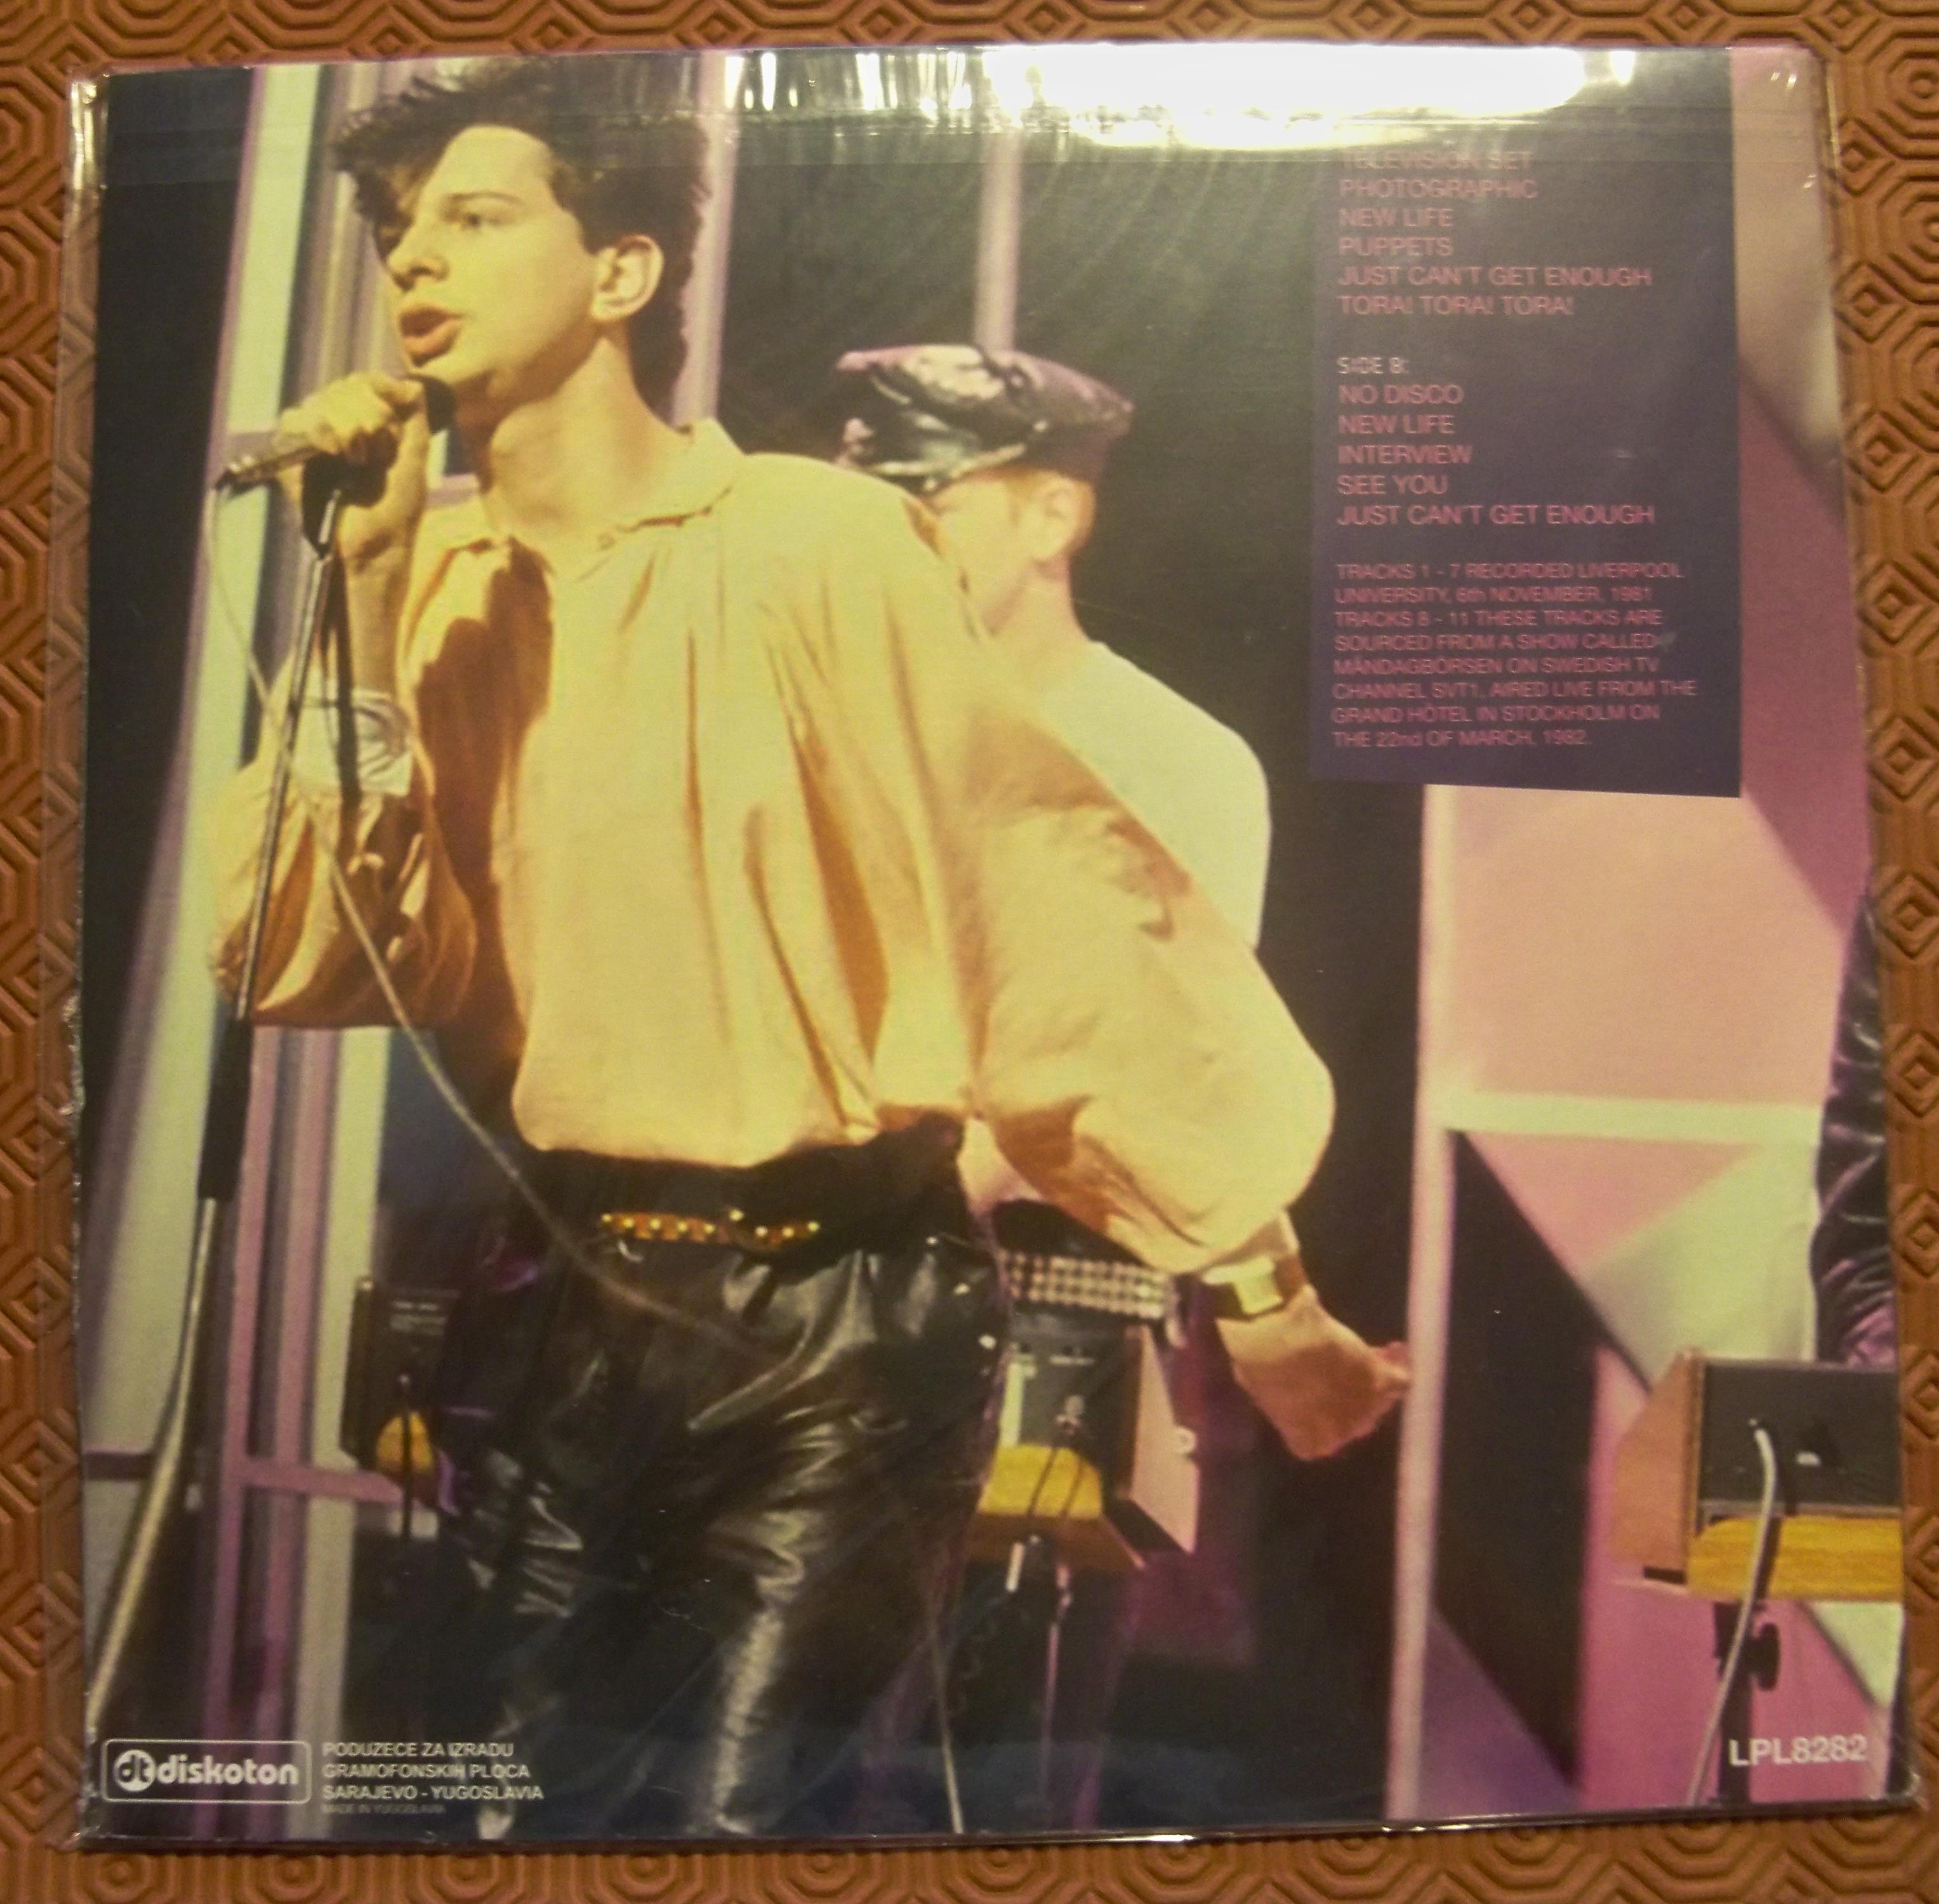 TELEVISION SET
PHOTOGRAPHIC
NEW LIFE
PUPPETS
JUST CAN'T GET ENOUGH
TORA! TORA! TORA!
SIDE B:
NO DISCO
NEW LIFE
INTERVIEW
SEE YOU
JUST CAN'T GET ENOUGH
TRACKS 1 - 7 RECORDED LIVERPOOL
UNIVERSITY, 6th NOVEMBER, 1981
TRACKS 8 - 11 THESE TRACKS ARE
SOURCED FROM A SHOW CALLED
MÅNDAGBÖRSEN ON SWEDISH TV
CHANNEL SVT1, AIRED LIVE FROM THE
GRAND HÔTEL IN STOCKHOLM ON
THE 22nd OF MARCH, 1982.
dt diskoton
PODUZECE ZA IZRADU
GRAMOFONSKIH PLOCA
SARAJEVO - YUGOSLAVIA
MADE IN YUGOSLAVIA
LPL8282